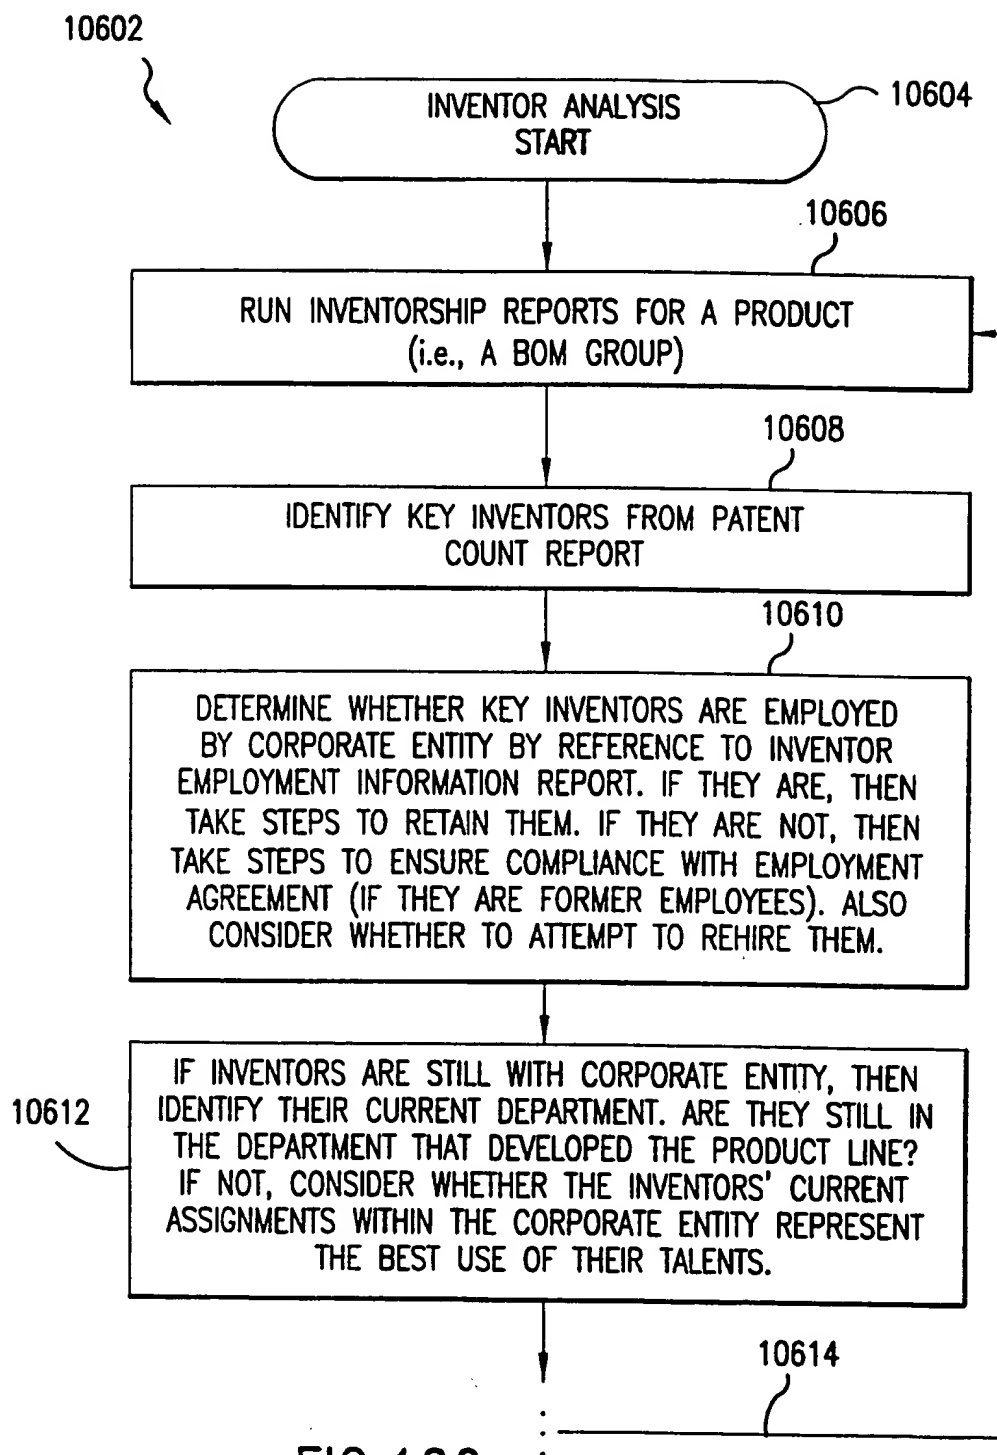 10602
INVENTOR ANALYSIS
START
10604
10606
RUN INVENTORSHIP REPORTS FOR A PRODUCT
(i.e., A BOM GROUP)
10608
IDENTIFY KEY INVENTORS FROM PATENT
COUNT REPORT
10610
DETERMINE WHETHER KEY INVENTORS ARE EMPLOYED
BY CORPORATE ENTITY BY REFERENCE TO INVENTOR
EMPLOYMENT INFORMATION REPORT. IF THEY ARE, THEN
TAKE STEPS TO RETAIN THEM. IF THEY ARE NOT, THEN
TAKE STEPS TO ENSURE COMPLIANCE WITH EMPLOYMENT
AGREEMENT (IF THEY ARE FORMER EMPLOYEES). ALSO
CONSIDER WHETHER TO ATTEMPT TO REHIRE THEM.
10612
IF INVENTORS ARE STILL WITH CORPORATE ENTITY, THEN
IDENTIFY THEIR CURRENT DEPARTMENT. ARE THEY STILL IN
THE DEPARTMENT THAT DEVELOPED THE PRODUCT LINE?
IF NOT, CONSIDER WHETHER THE INVENTORS' CURRENT
ASSIGNMENTS WITHIN THE CORPORATE ENTITY REPRESENT
THE BEST USE OF THEIR TALENTS.
10614